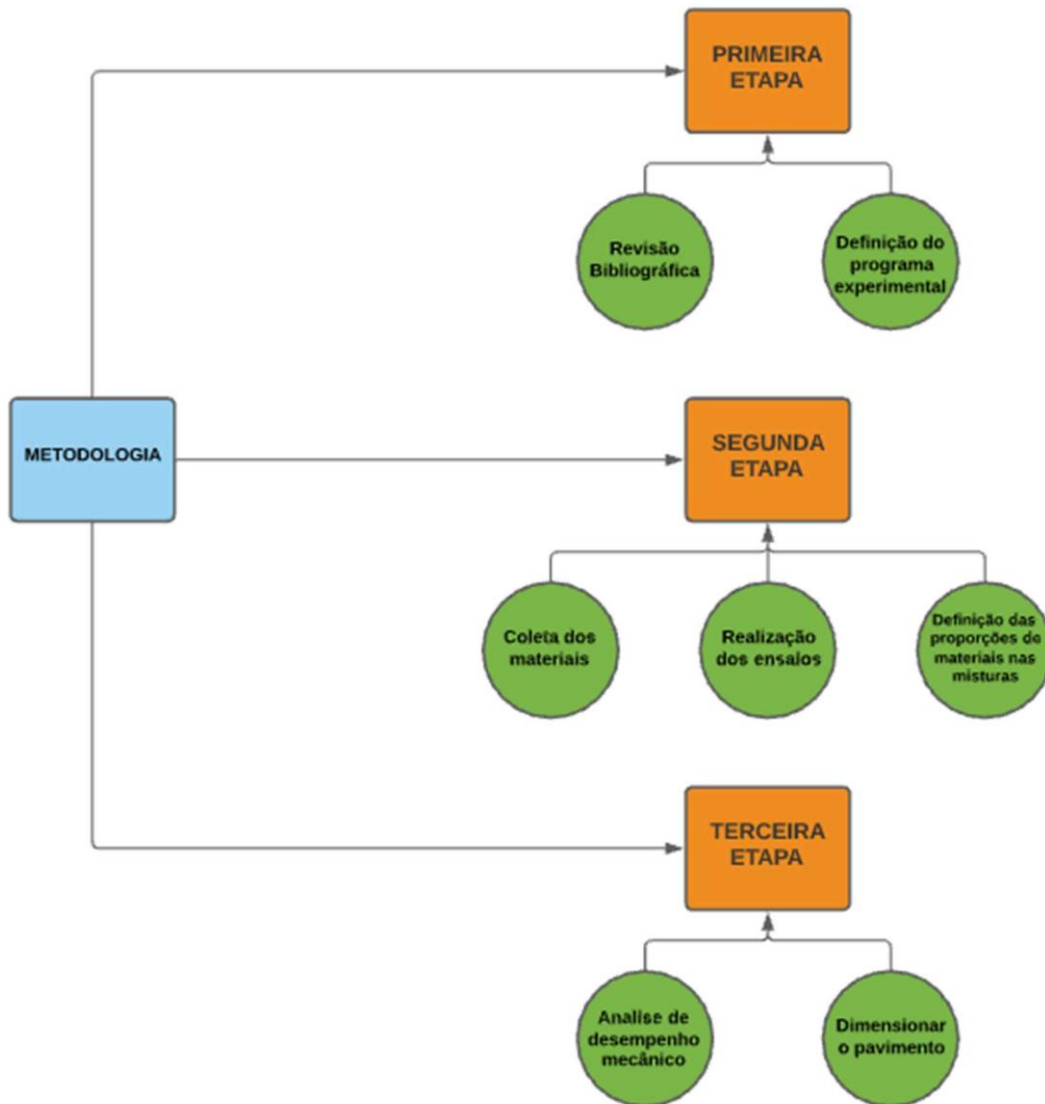 PRIMEIRA
ETAPA
Revisão
Bibliográfica
Definição do
programa
experimental
METODOLOGIA
SEGUNDA
ETAPA
Coleta dos
materiais
Realização
dos ensaios
Definição das
proporções de
materiais nas
misturas
TERCEIRA
ETAPA
Analise de
desempenho
mecânico
Dimensionar
o pavimento